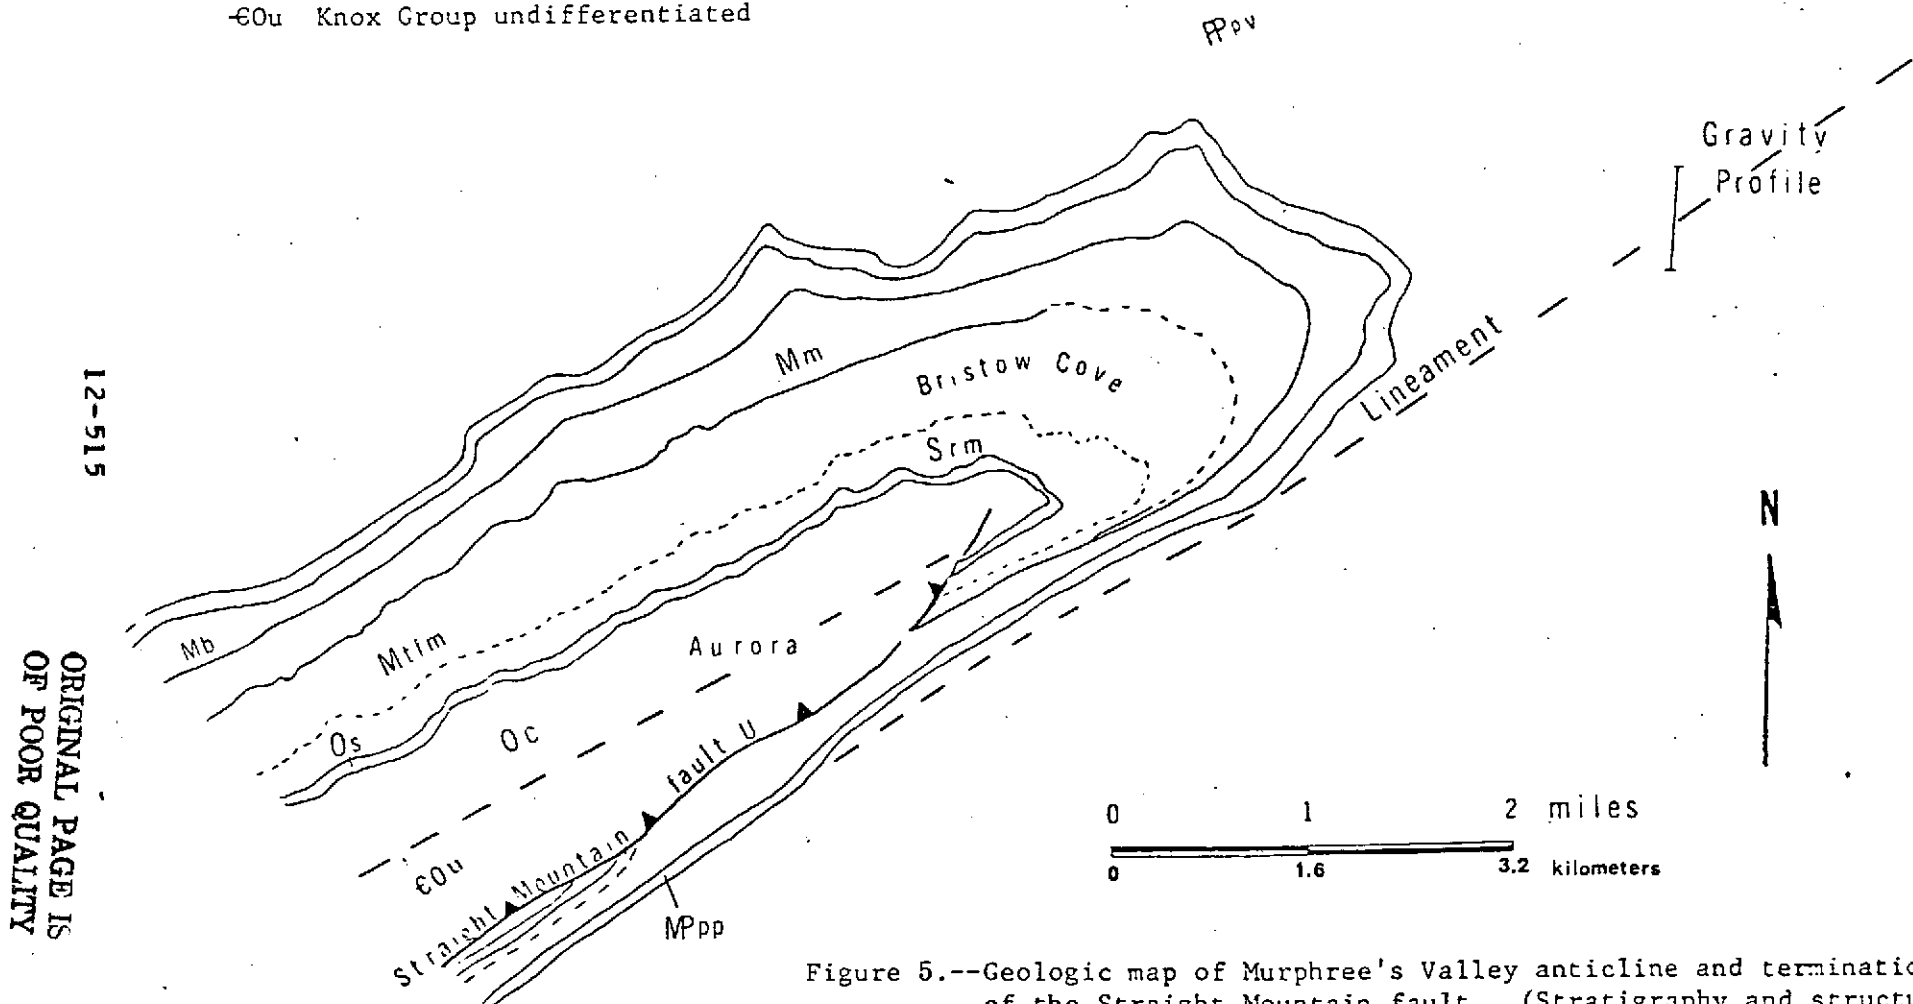 -€Ou Knox Group undifferentiated
PPpv
Gravity
Profile
Mm
Bristow Cove
Lineament
Srm
12-515
N
Mb
Mtfm
Aurora
Os
Oc
fault U
0 1 2 miles
0 1.6 3.2 kilometers
€Ou
Straight Mountain
MPpp
ORIGINAL PAGE IS
OF POOR QUALITY
Figure 5.--Geologic map of Murphree's Valley anticline and terminatio
of the Straight Mountain fault. (Stratigraphy and structu